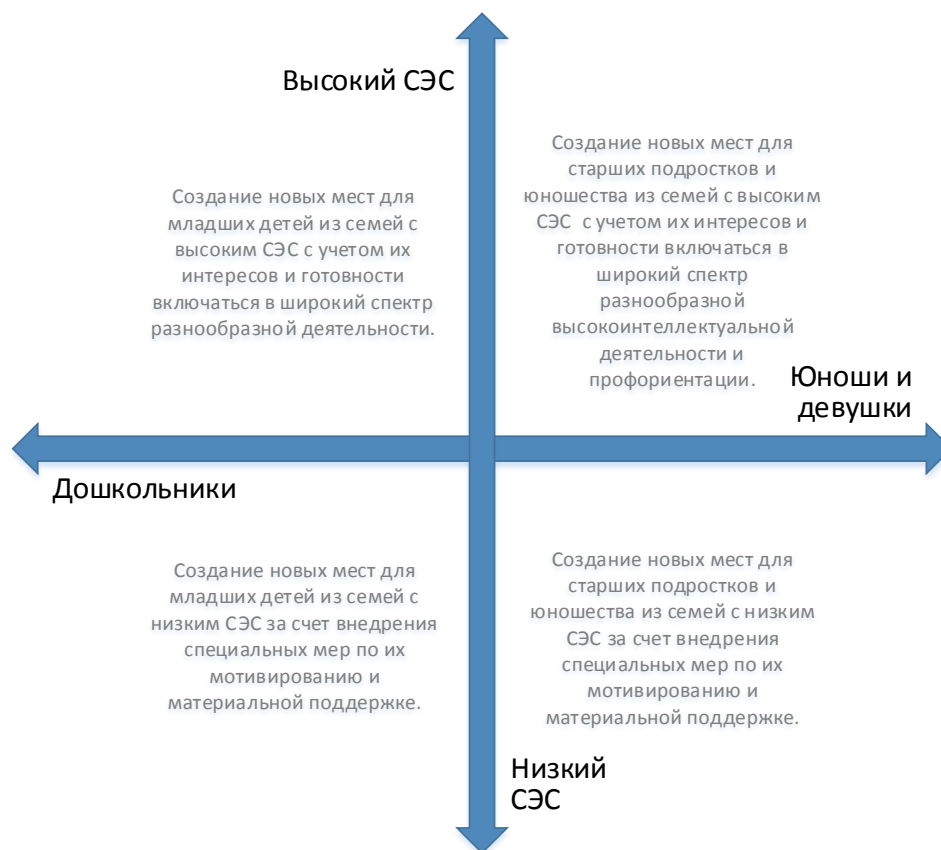 Высокий СЭС
Создание новых мест для
младших детей из семей с
высоким СЭС с учетом их
интересов и готовности
включаться в широкий спектр
разнообразной деятельности.
Создание новых мест для
старших подростков и
юношества из семей с высоким
СЭС с учетом их интересов и
готовности включаться в
широкий спектр
разнообразной
высокоинтеллектуальной
деятельности и
профориентации.
Юноши и
девушки
Дошкольники
Создание новых мест для
младших детей из семей с
низким СЭС за счет внедрения
специальных мер по их
мотивированию и
материальной поддержке.
Создание новых мест для
старших подростков и
юношества из семей с низким
СЭС за счет внедрения
специальных мер по их
мотивированию и
материальной поддержке.
Низкий
СЭС